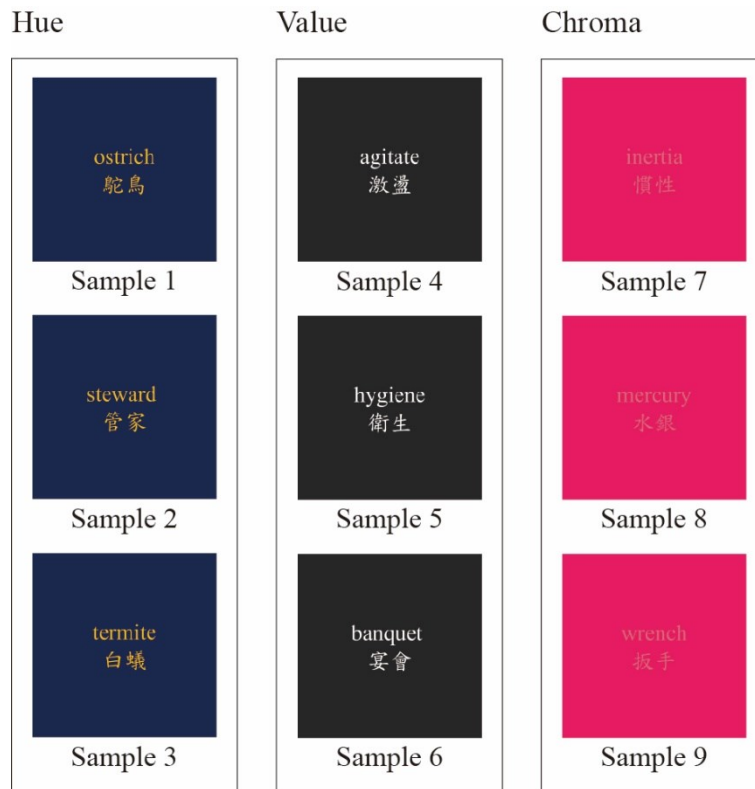 Hue
ostrich
鴕鳥
Sample 1
steward
管家
Sample 2
termite
白蟻
Sample 3
Value
agitate
激盪
Sample 4
hygiene
衛生
Sample 5
banquet
宴會
Sample 6
Chroma
inertia
慣性
Sample 7
mercury
水銀
Sample 8
wrench
扳手
Sample 9